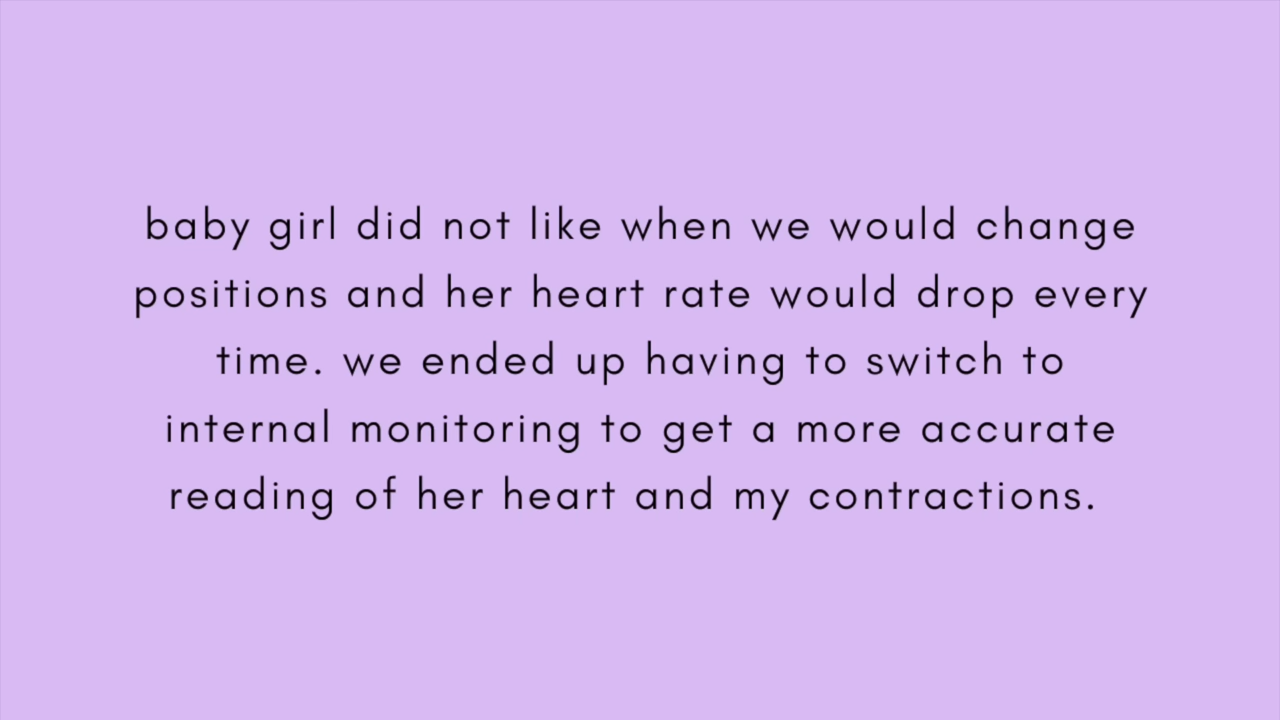 baby girl did not like when we would change
positions and her heart rate would drop every
time. we ended up having to switch to
internal monitoring to get a more accurate
reading of her heart and my contractions.